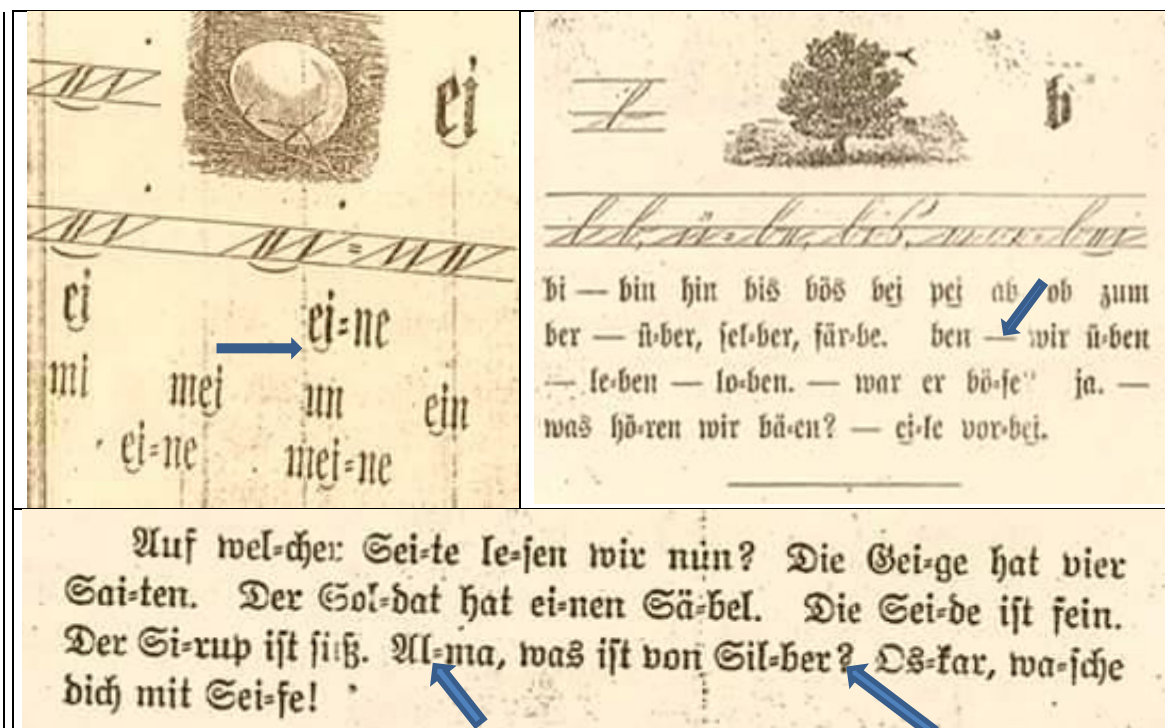 ei
ei
ei=ne
mi mei ein
ei=ne mei=ne
b
bi — bin hin bis bös bei pei ab ob zum
ber — ü=ber, sel=ber, fär=be. ben — wir ü=ben
— le=ben — lo=ben. — war er bö=se ja. —
was hö=ren wir bä=en? — ei=le vor=bei.
Auf wel=cher Sei=te le=sen wir nun? Die Gei=ge hat vier
Sai=ten. Der Sol=dat hat ei=nen Sä=bel. Die Sei=de ist fein.
Der Si=rup ist süß. Al=ma, was ist von Sil=ber? Os=kar, wa=sche
dich mit Sei=fe!